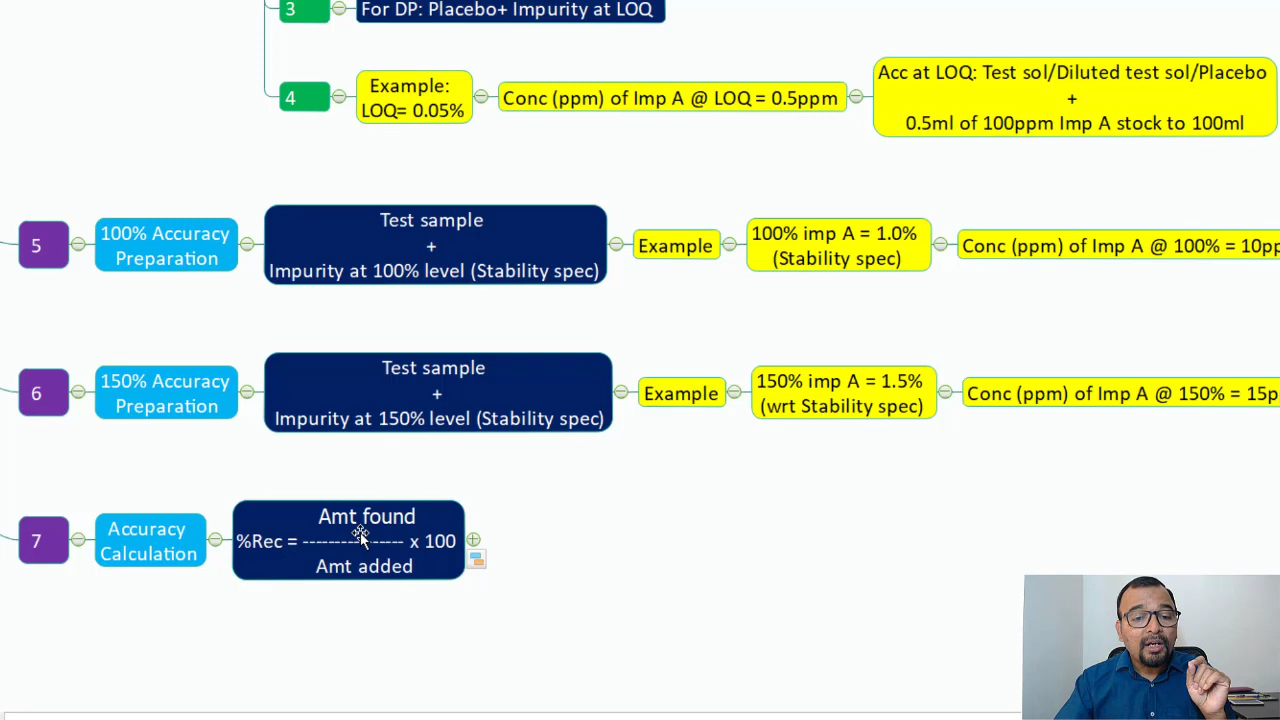 3
For DP: Placebo+ Impurity at LOQ
4
Example:
LOQ= 0.05%
Conc (ppm) of Imp A @ LOQ = 0.5ppm
Acc at LOQ: Test sol/Diluted test sol/Placebo
+
0.5ml of 100ppm Imp A stock to 100ml
5
100% Accuracy
Preparation
Test sample
+
Impurity at 100% level (Stability spec)
Example
100% imp A = 1.0%
(Stability spec)
Conc (ppm) of Imp A @ 100% = 10pp
6
150% Accuracy
Preparation
Test sample
+
Impurity at 150% level (Stability spec)
Example
150% imp A = 1.5%
(wrt Stability spec)
Conc (ppm) of Imp A @ 150% = 15p
7
Accuracy
Calculation
Amt found
%Rec = ------------------ x 100
Amt added